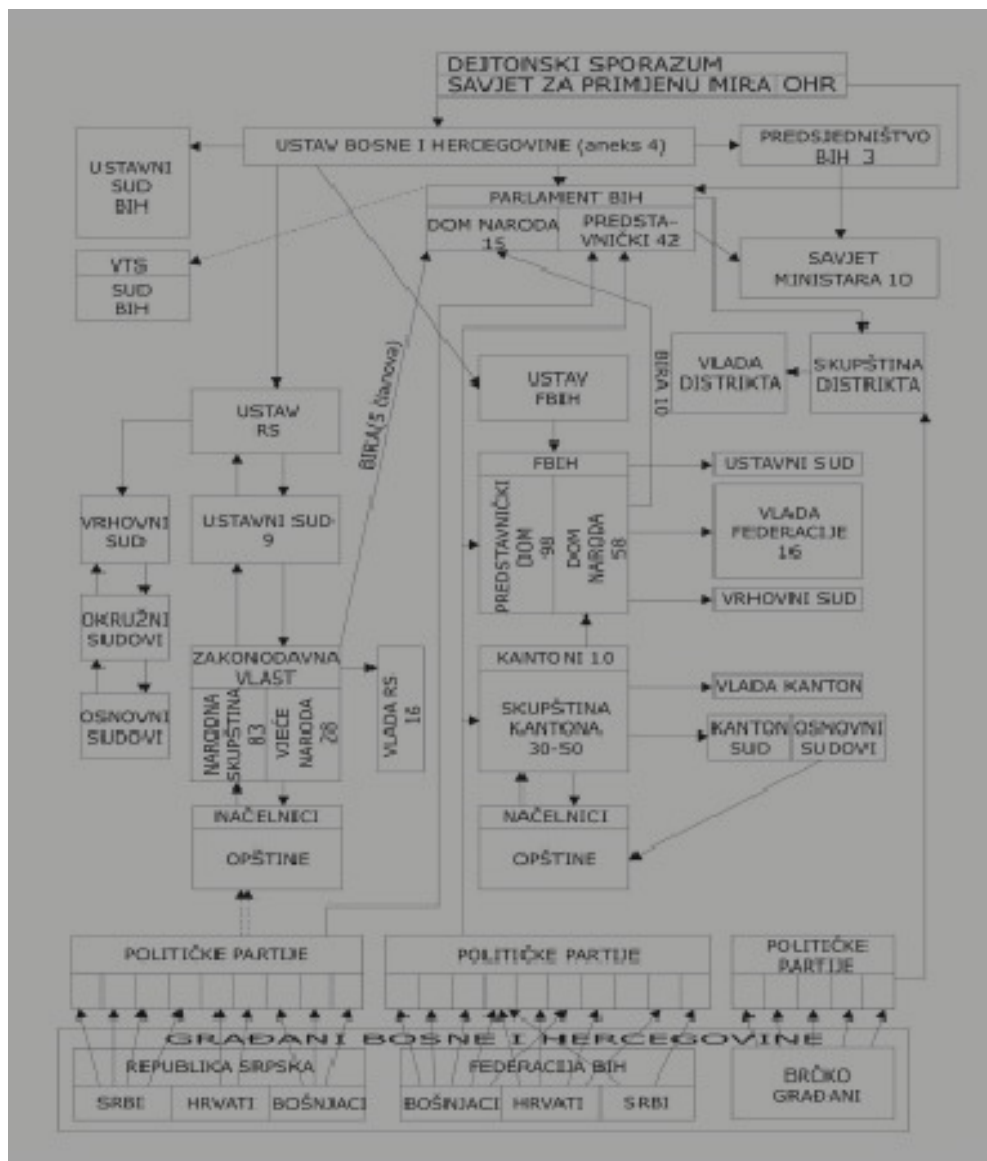 DEJTONSKI SPORAZUM
SAVJET ZA PRIMJENU MIRA OHR
USTAV BOSNE I HERCEGOVINE (aneks 4)
PREDSJEDNIŠTVO
BIH 3
USTAVNI
SUD
BIH
PARLAMENT BIH
DOM NARODA
15
PREDSTA-
VNIČKI 42
VTS
SUD
BIH
SAVJET
MINISTARA 10
BIRA(5 članova)
BIRA 10
VLADA
DISTRIKTA
SKUPŠTINA
DISTRIKTA
USTAV
RS
USTAV
FBIH
VRHOVNI
SUD
USTAVNI SUD
9
FBIH
PREDSTAVNIČKI
DOM
98
DOM
NARODA
58
USTAVNI SUD
VLADA
FEDERACIJE
16
VRHOVNI SUD
OKRUŽNI
SUDOVI
OSNOVNI
SUDOVI
ZAKONODAVNA
VLAST
NARODNA
SKUPŠTINA
83
VJEĆE
NARODA
28
VLADA RS
16
KANTONI 10
SKUPŠTINA
KANTONA
30-50
VLADA KANTON
KANTON
SUD
OSNOVNI
SUDOVI
NAČELNICI
OPŠTINE
NAČELNICI
OPŠTINE
POLITIČKE PARTIJE
POLITIČKE PARTIJE
POLITIČKE
PARTIJE
GRAĐANI BOSNE I HERCEGOVINE
REPUBLIKA SRPSKA
SRBI
HRVATI
BOŠNJACI
FEDERACIJA BIH
BOŠNJACI
HRVATI
SRBI
BRČKO
GRAĐANI